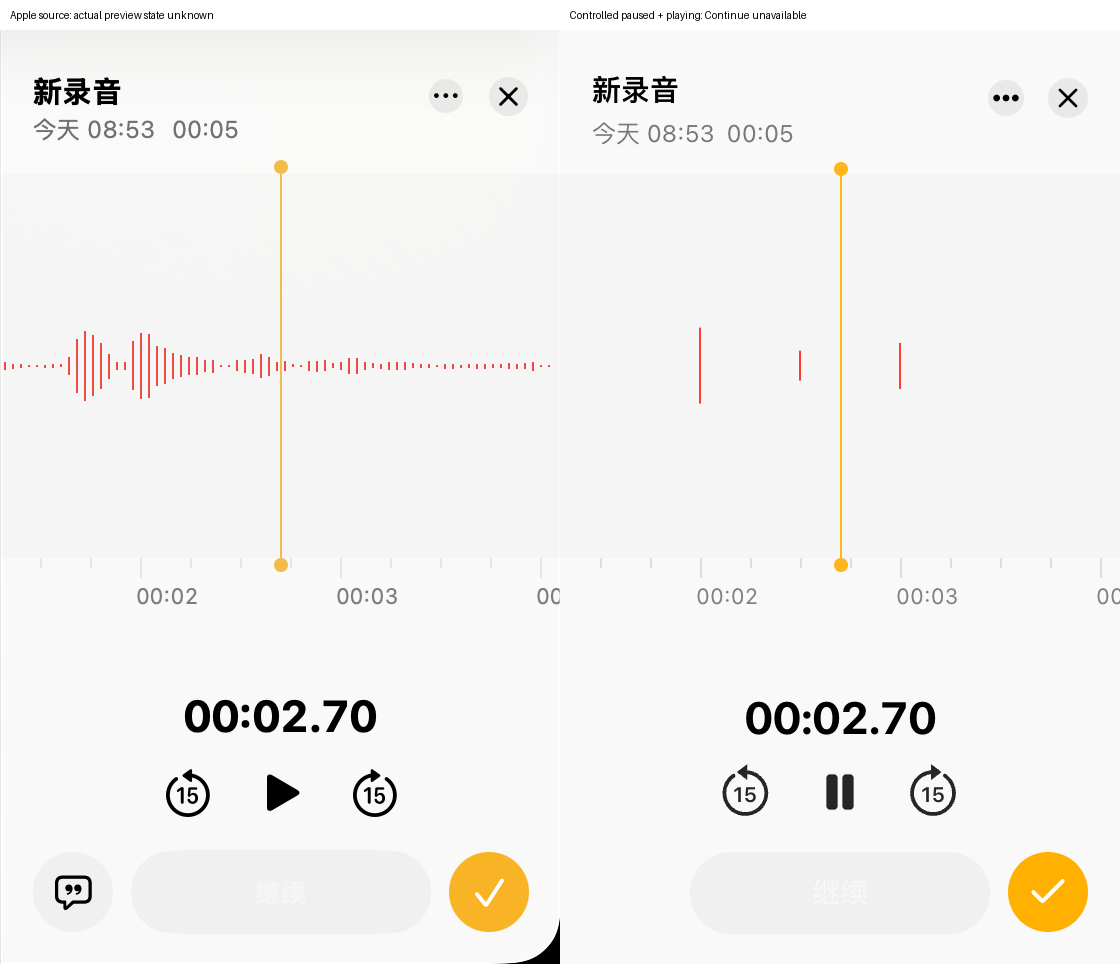 Apple source: actual preview state unknown
新录音
今天 08:53 00:05
00:02
00:03
00
00:02.70
15
15
继续
Controlled paused + playing: Continue unavailable
新录音
今天 08:53 00:05
00:02
00:03
00
00:02.70
15
15
继续